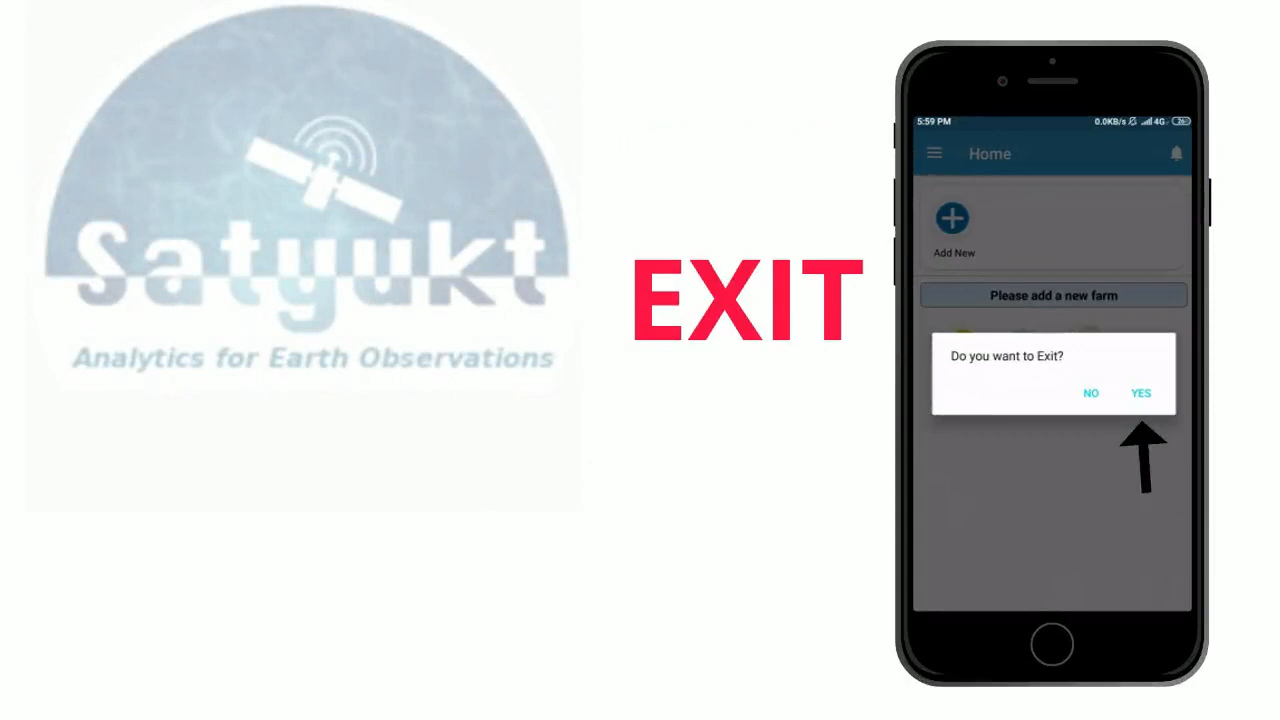 Satyukt
Analytics for Earth Observations
EXIT
5:59 PM
0.0KB/s 4G 26
Home
Add New
Please add a new farm
Do you want to Exit?
NO YES